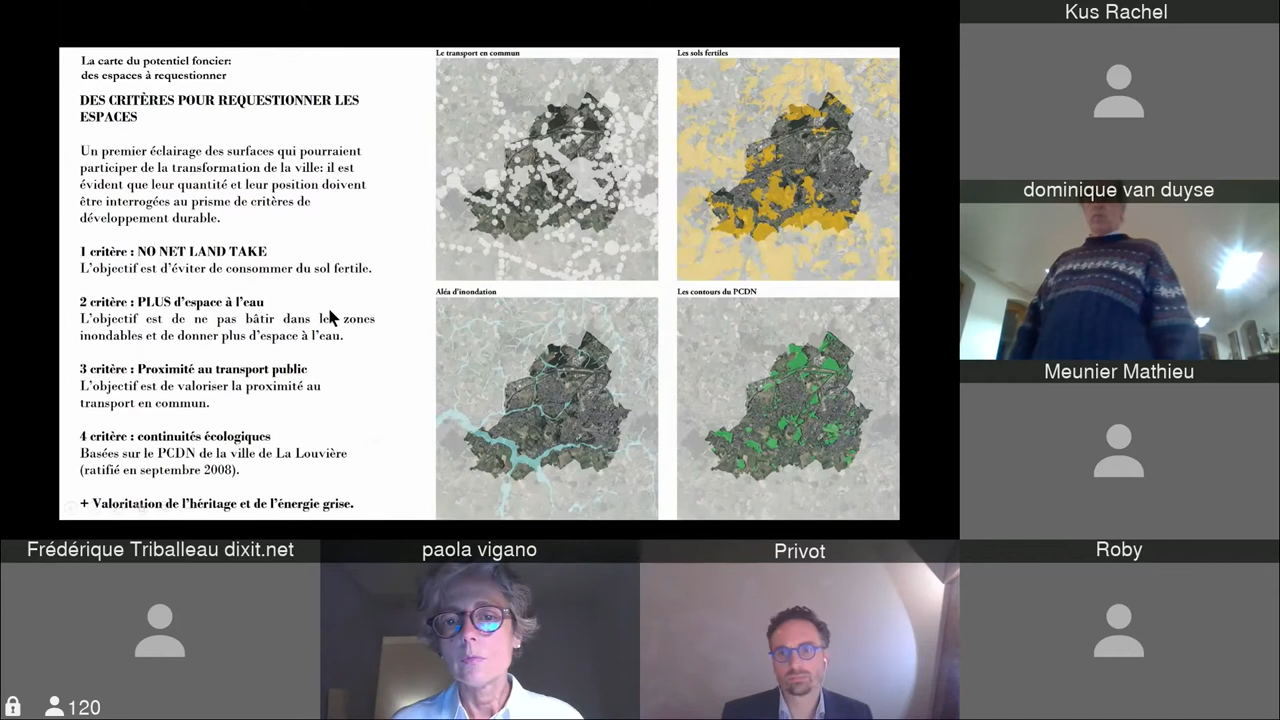 La carte du potentiel foncier:
des espaces à requestionner
DES CRITÈRES POUR REQUESTIONNER LES
ESPACES
Un premier éclairage des surfaces qui pourraient
participer de la transformation de la ville: il est
évident que leur quantité et leur position doivent
être interrogées au prisme de critères de
développement durable.
1 critère : NO NET LAND TAKE
L'objectif est d'éviter de consommer du sol fertile.
2 critère : PLUS d'espace à l'eau
L'objectif est de ne pas bâtir dans les zones
inondables et de donner plus d'espace à l'eau.
3 critère : Proximité au transport public
L'objectif est de valoriser la proximité au
transport en commun.
4 critère : continuités écologiques
Basées sur le PCDN de la ville de La Louvière
(ratifié en septembre 2008).
+ Valoritation de l'héritage et de l'énergie grise.
Le transport en commun
Les sols fertiles
Aléa d'inondation
Les contours du PCDN
Kus Rachel
dominique van duyse
Meunier Mathieu
Frédérique Triballeau dixit.net
paola vigano
Privot
Roby
120